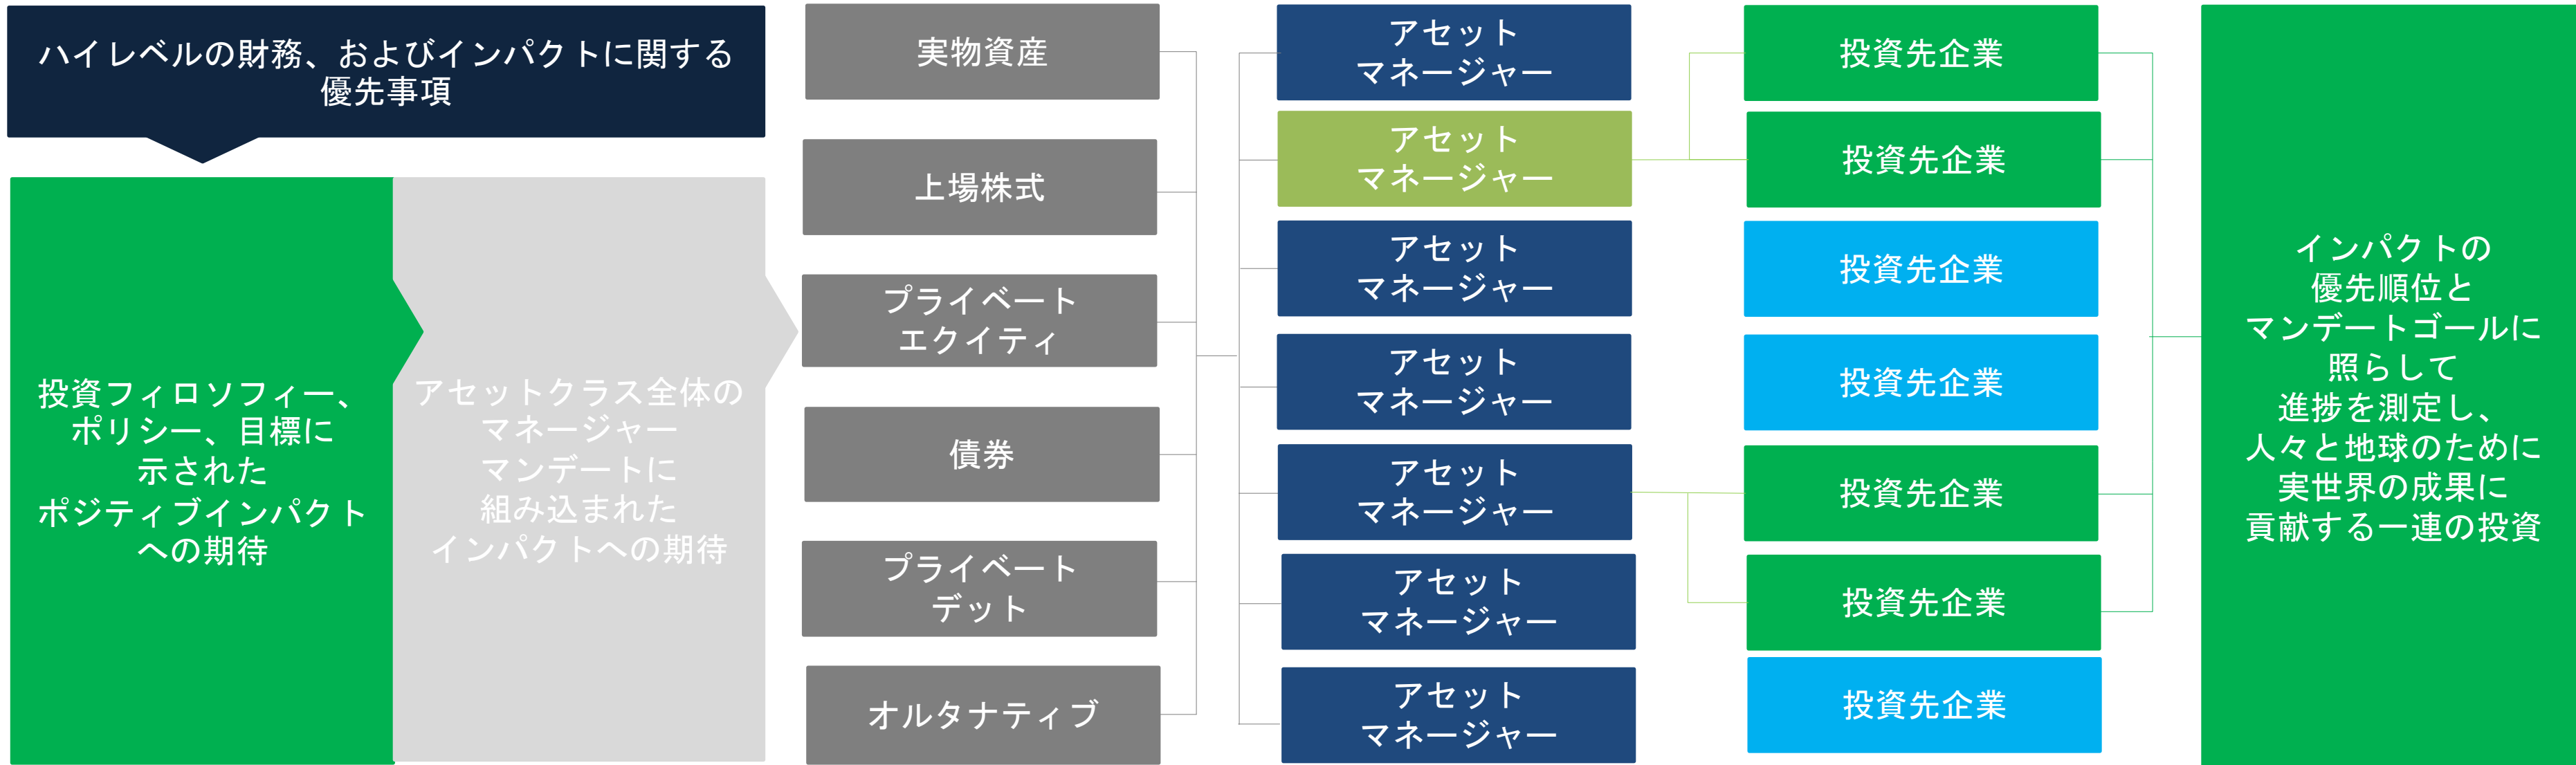 ハイレベルの財務、およびインパクトに関する
優先事項
投資フィロソフィー、
ポリシー、目標に
示された
ポジティブインパクト
への期待
アセットクラス全体の
マネージャー
マンデートに
組み込まれた
インパクトへの期待
実物資産
上場株式
プライベート
エクイティ
債券
プライベート
デット
オルタナティブ
アセット
マネージャー
アセット
マネージャー
アセット
マネージャー
アセット
マネージャー
アセット
マネージャー
アセット
マネージャー
アセット
マネージャー
投資先企業
投資先企業
投資先企業
投資先企業
投資先企業
投資先企業
投資先企業
インパクトの
優先順位と
マンデートゴールに
照らして
進捗を測定し、
人々と地球のために
実世界の成果に
貢献する一連の投資